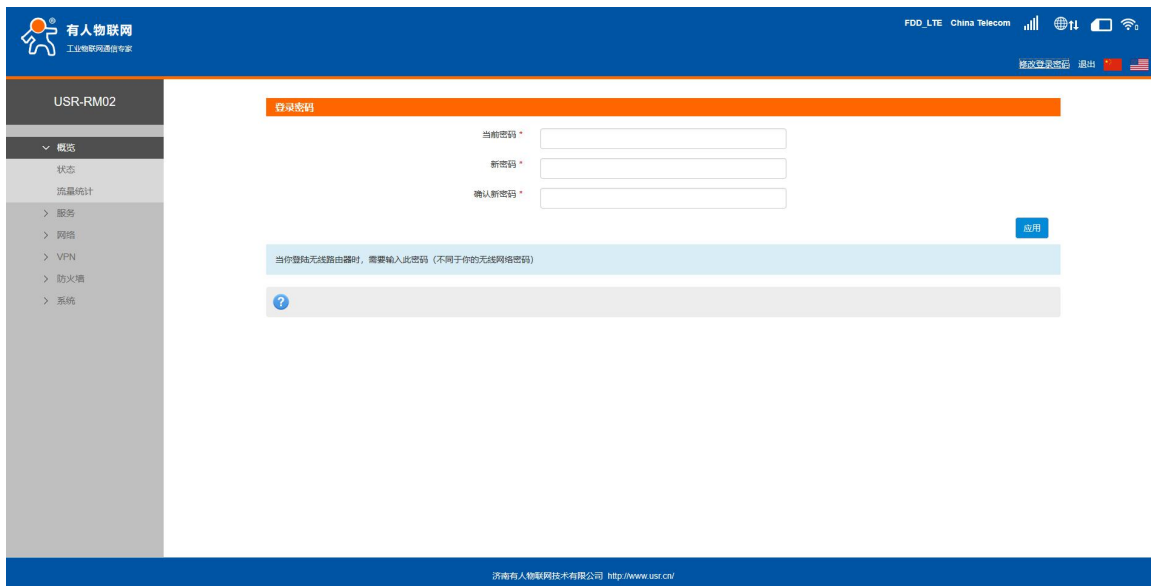 有人物联网
工业物联网通信专家
FDD_LTE China Telecom
修改登录密码 退出
USR-RM02
概览
状态
流量统计
服务
网络
VPN
防火墙
系统
登录密码
当前密码 *
新密码 *
确认新密码 *
应用
当你登陆无线路由器时，需要输入此密码（不同于你的无线网络密码）
济南有人物联网技术有限公司 http://www.usr.cn/